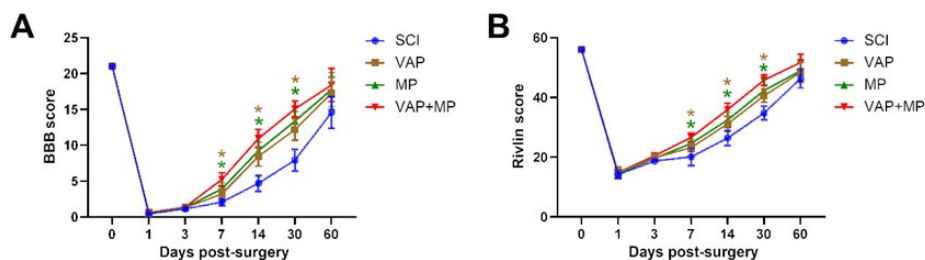 A
BBB score
25
20
15
10
5
0
0 1 3 7 14 30 60
Days post-surgery
* * *
* * *
SCI
VAP
MP
VAP+MP
B
Rivlin score
60
40
20
0
0 1 3 7 14 30 60
Days post-surgery
* * *
* * *
SCI
VAP
MP
VAP+MP